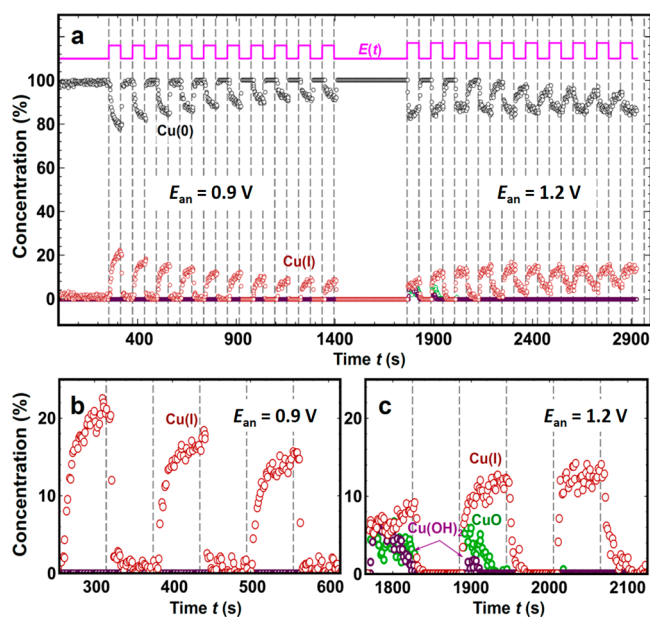 a
E(t)
100
80
60
40
20
0
Concentration (%)
Cu(0)
E_an = 0.9 V
E_an = 1.2 V
Cu(I)
400
900
1400
1900
2400
2900
Time t (s)
b
Cu(I)
E_an = 0.9 V
20
10
0
Concentration (%)
300
400
500
600
Time t (s)
c
E_an = 1.2 V
Cu(I)
Cu(OH)₂
CuO
20
10
0
1800
1900
2000
2100
Time t (s)